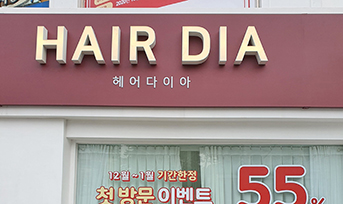 HAIR DIA
헤어다이아
12월~1월 기간한정
첫 방문 이벤트
55%